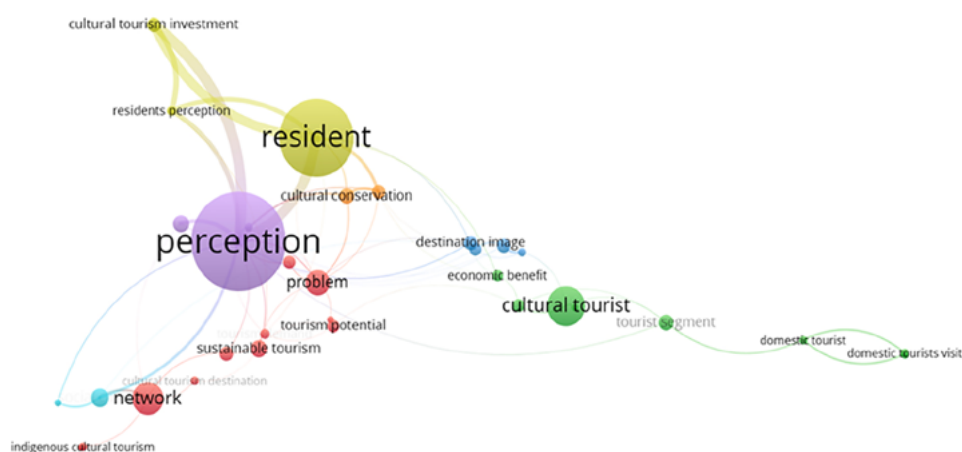 cultural tourism investment
residents perception
resident
cultural conservation
perception
destination image
economic benefit
problem
cultural tourist
tourist segment
tourism potential
domestic tourist
sustainable tourism
domestic tourists visit
cultural tourism destination
network
indigenous cultural tourism